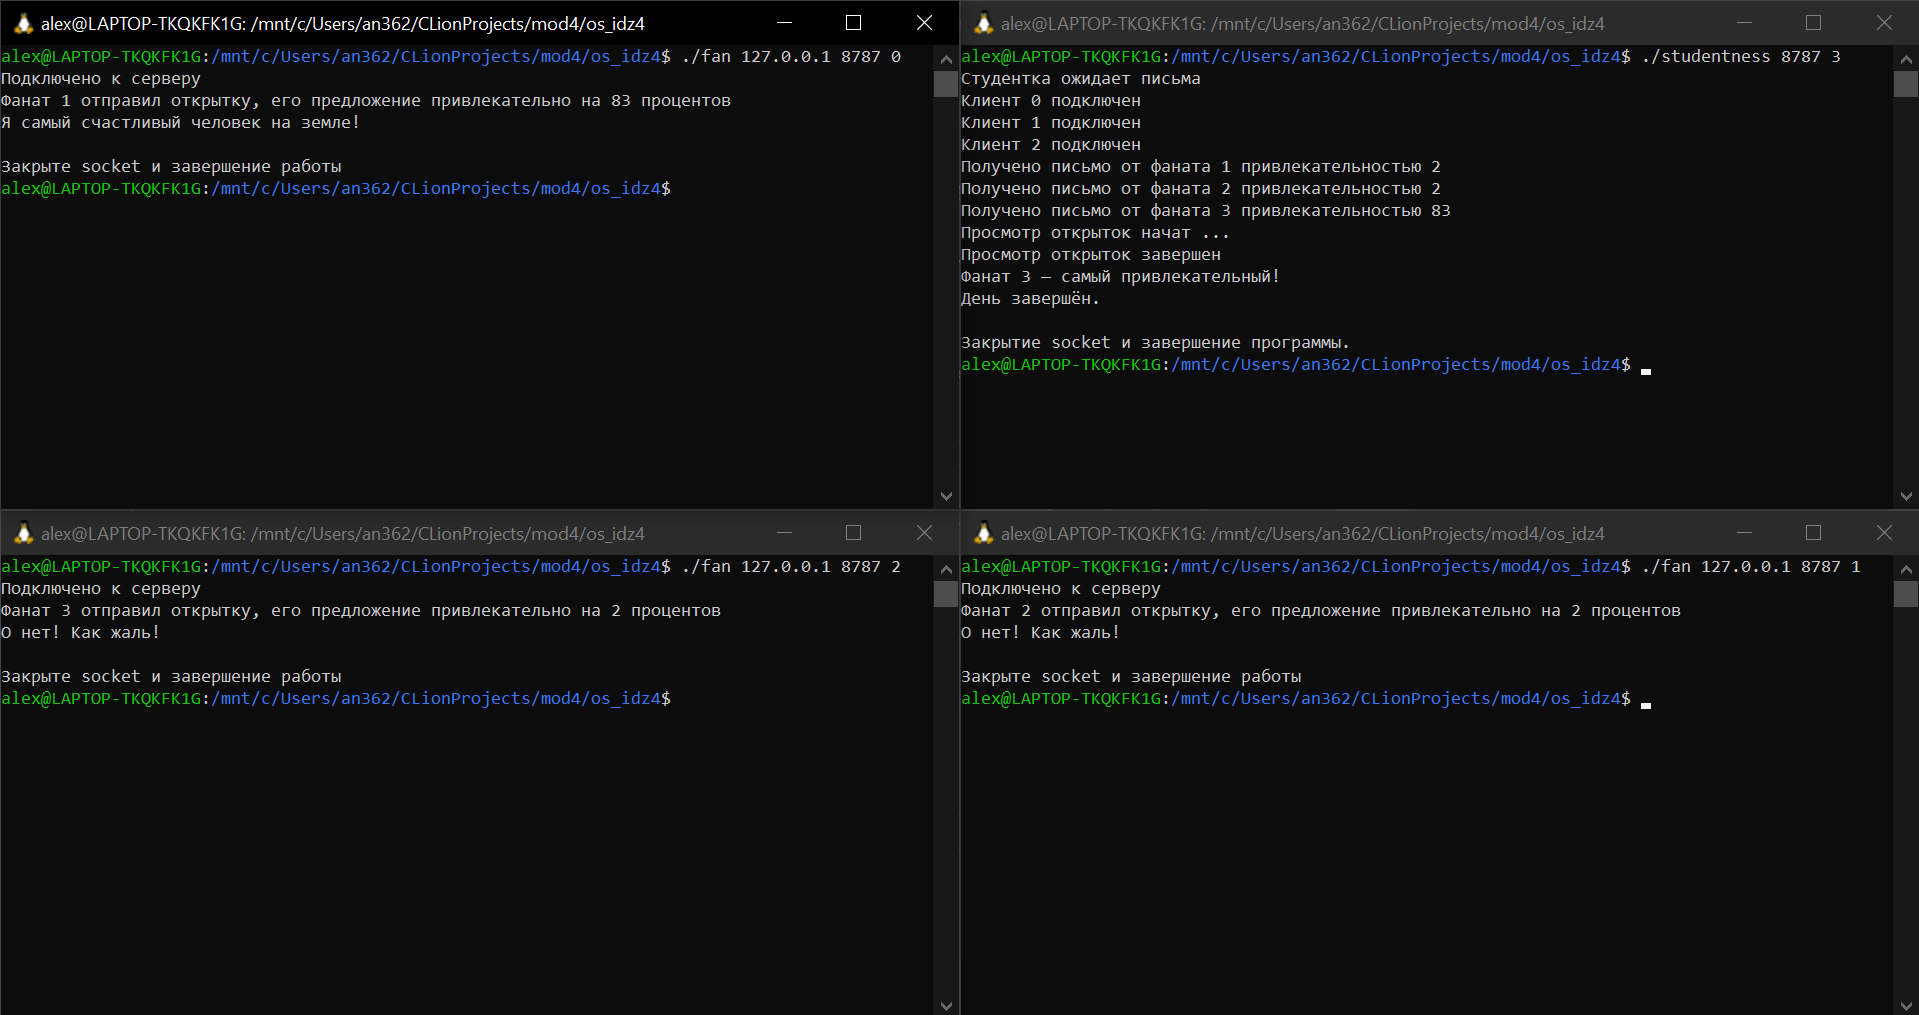 alex@LAPTOP-TKQKFK1G: /mnt/c/Users/an362/CLionProjects/mod4/os_idz4
alex@LAPTOP-TKQKFK1G:/mnt/c/Users/an362/CLionProjects/mod4/os_idz4$ ./fan 127.0.0.1 8787 0
Подключено к серверу
Фанат 1 отправил открытку, его предложение привлекательно на 83 процентов
Я самый счастливый человек на земле!
Закрыте socket и завершение работы
alex@LAPTOP-TKQKFK1G:/mnt/c/Users/an362/CLionProjects/mod4/os_idz4$
alex@LAPTOP-TKQKFK1G: /mnt/c/Users/an362/CLionProjects/mod4/os_idz4
alex@LAPTOP-TKQKFK1G:/mnt/c/Users/an362/CLionProjects/mod4/os_idz4$ ./studentness 8787 3
Студентка ожидает письма
Клиент 0 подключен
Клиент 1 подключен
Клиент 2 подключен
Получено письмо от фаната 1 привлекательностью 2
Получено письмо от фаната 2 привлекательностью 2
Получено письмо от фаната 3 привлекательностью 83
Просмотр открыток начат ...
Просмотр открыток завершен
Фанат 3 — самый привлекательный!
День завершён.
Закрытие socket и завершение программы.
alex@LAPTOP-TKQKFK1G:/mnt/c/Users/an362/CLionProjects/mod4/os_idz4$
alex@LAPTOP-TKQKFK1G: /mnt/c/Users/an362/CLionProjects/mod4/os_idz4
alex@LAPTOP-TKQKFK1G:/mnt/c/Users/an362/CLionProjects/mod4/os_idz4$ ./fan 127.0.0.1 8787 2
Подключено к серверу
Фанат 3 отправил открытку, его предложение привлекательно на 2 процентов
О нет! Как жаль!
Закрыте socket и завершение работы
alex@LAPTOP-TKQKFK1G:/mnt/c/Users/an362/CLionProjects/mod4/os_idz4$
alex@LAPTOP-TKQKFK1G: /mnt/c/Users/an362/CLionProjects/mod4/os_idz4
alex@LAPTOP-TKQKFK1G:/mnt/c/Users/an362/CLionProjects/mod4/os_idz4$ ./fan 127.0.0.1 8787 1
Подключено к серверу
Фанат 2 отправил открытку, его предложение привлекательно на 2 процентов
О нет! Как жаль!
Закрыте socket и завершение работы
alex@LAPTOP-TKQKFK1G:/mnt/c/Users/an362/CLionProjects/mod4/os_idz4$